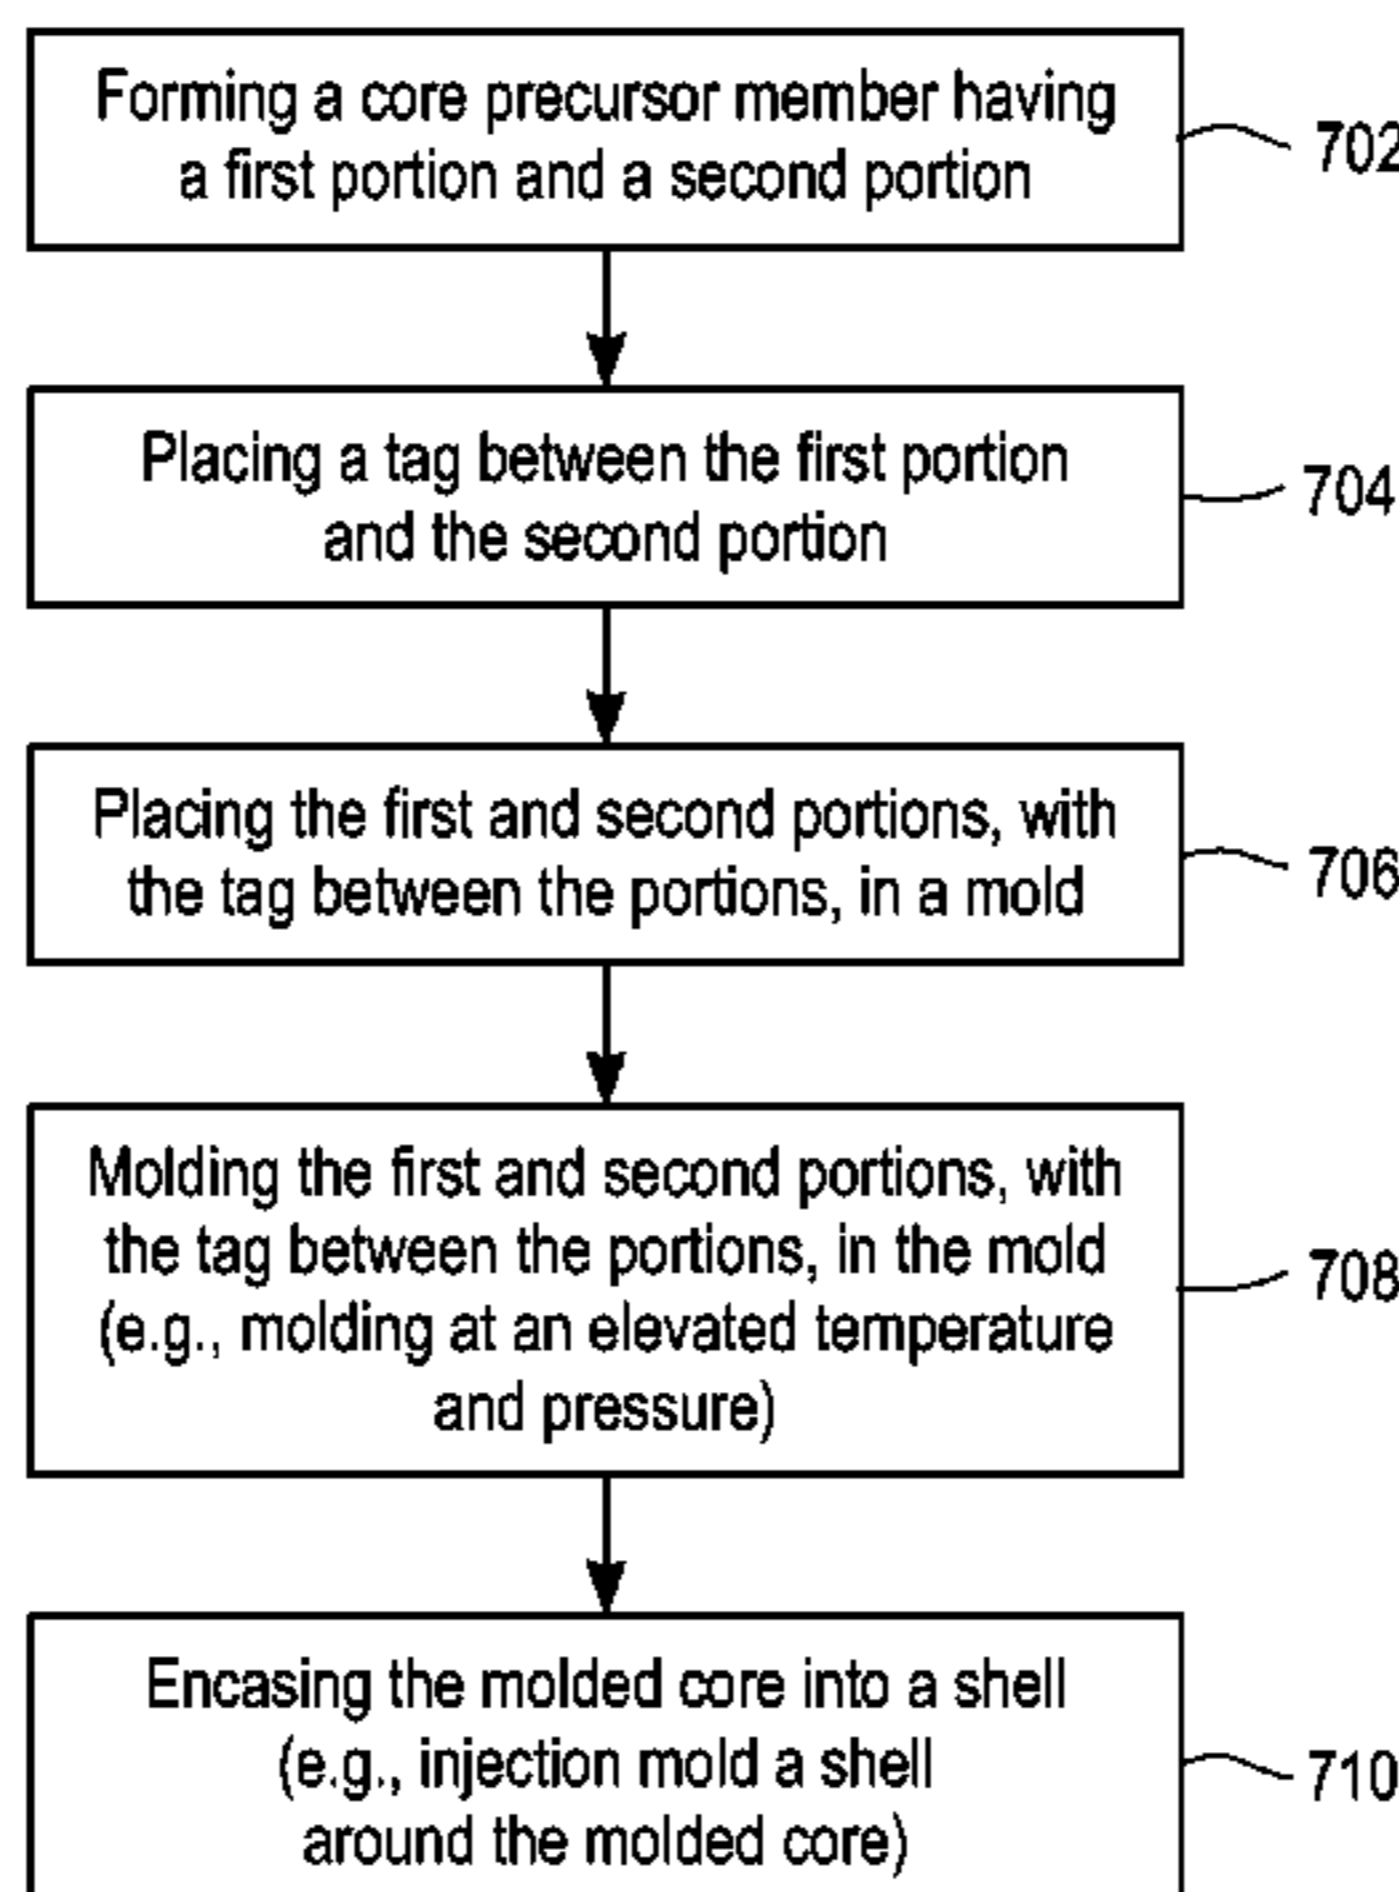 Forming a core precursor member having
a first portion and a second portion
702
Placing a tag between the first portion
and the second portion
704
Placing the first and second portions, with
the tag between the portions, in a mold
706
Molding the first and second portions, with
the tag between the portions, in the mold
(e.g., molding at an elevated temperature
and pressure)
708
Encasing the molded core into a shell
(e.g., injection mold a shell
around the molded core)
710